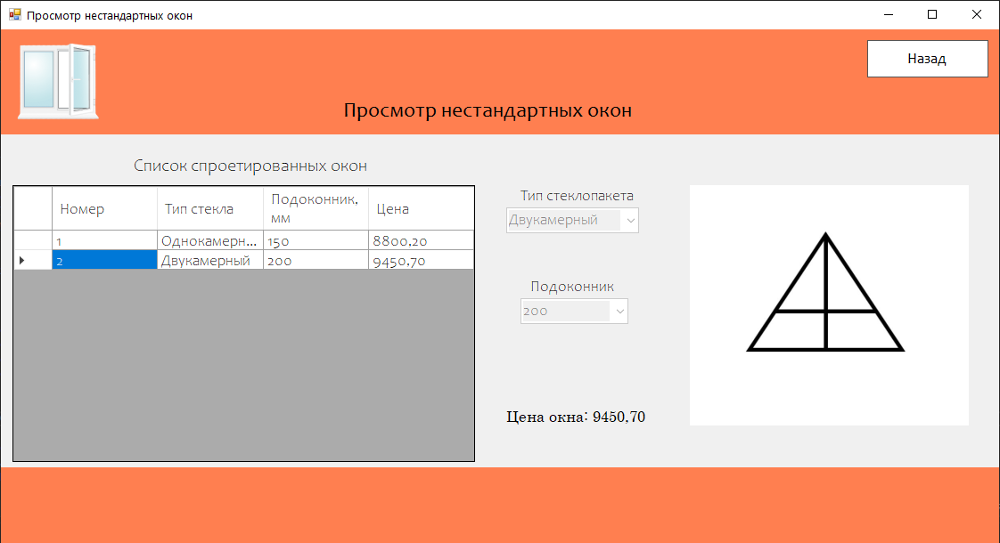 Просмотр нестандартных окон
Назад
Просмотр нестандартных окон
Список спроетированных окон
Номер Тип стекла Подоконник, мм Цена
1 Однокамерн... 150 8800,20
2 Двукамерный 200 9450,70
Тип стеклопакета
Двукамерный
Подоконник
200
Цена окна: 9450,70